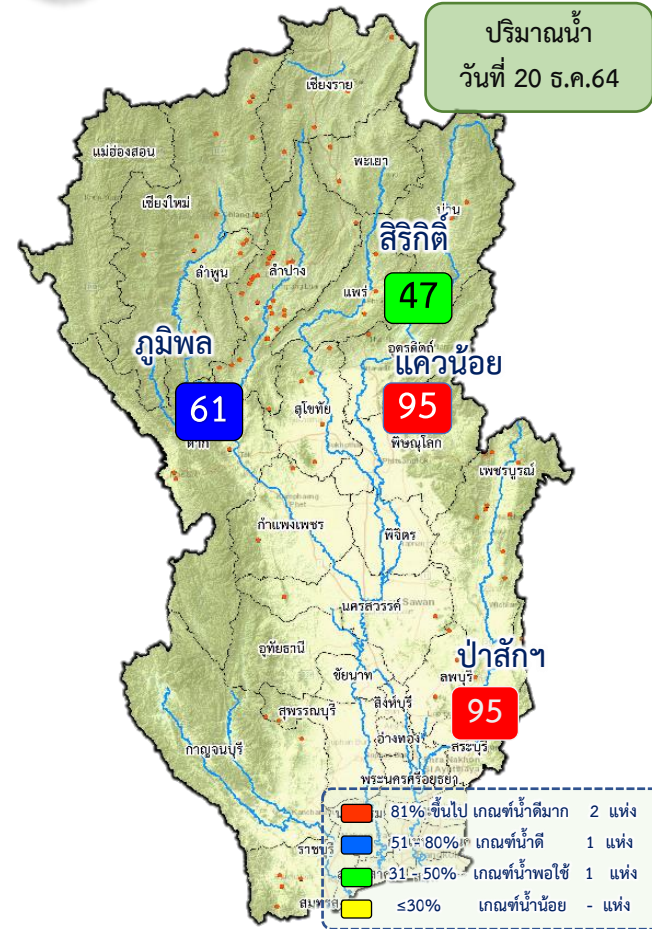 ปริมาณน้ำ
วันที่ 20 ธ.ค.64
เชียงราย
แม่ฮ่องสอน
พะเยา
เชียงใหม่
น่าน
สิริกิติ์
ลำพูน
ลำปาง
แพร่
47
ภูมิพล
อุตรดิตถ์
แควน้อย
61
95
สุโขทัย
ตาก
พิษณุโลก
เพชรบูรณ์
กำแพงเพชร
พิจิตร
นครสวรรค์
อุทัยธานี
ป่าสักฯ
ชัยนาท
ลพบุรี
สุพรรณบุรี
สิงห์บุรี
95
อ่างทอง
กาญจนบุรี
สระบุรี
พระนครศรีอยุธยา
81% ขึ้นไป เกณฑ์น้ำดีมาก 2 แห่ง
51 - 80% เกณฑ์น้ำดี 1 แห่ง
ราชบุรี
31 - 50% เกณฑ์น้ำพอใช้ 1 แห่ง
≤30% เกณฑ์น้ำน้อย - แห่ง